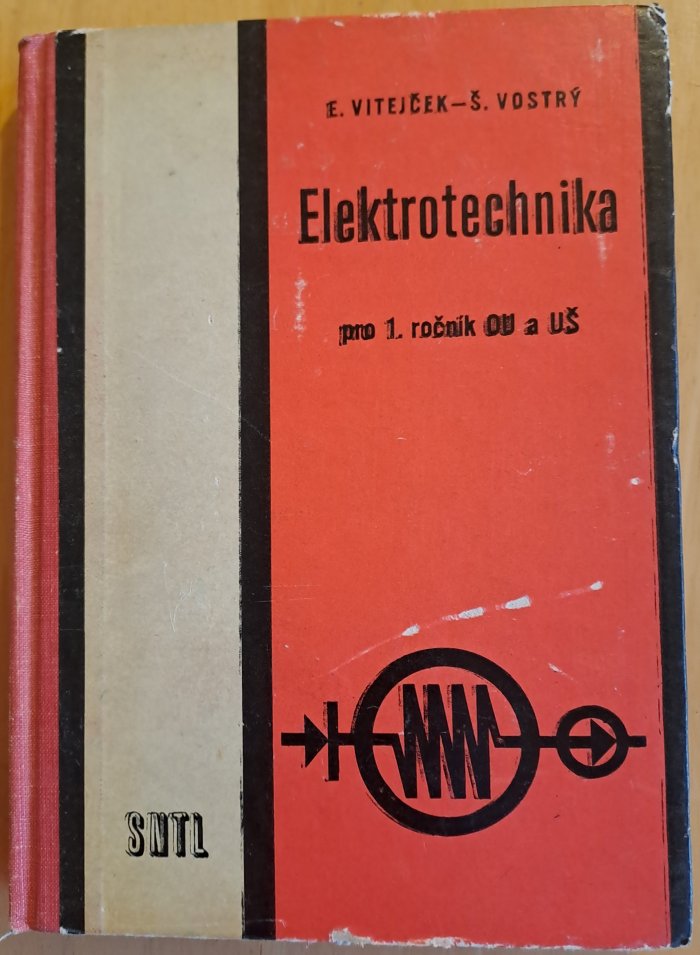 E. VITEJČEK–Š. VOSTRÝ
Elektrotechnika
pro 1. ročník OU a UŠ
SNTL